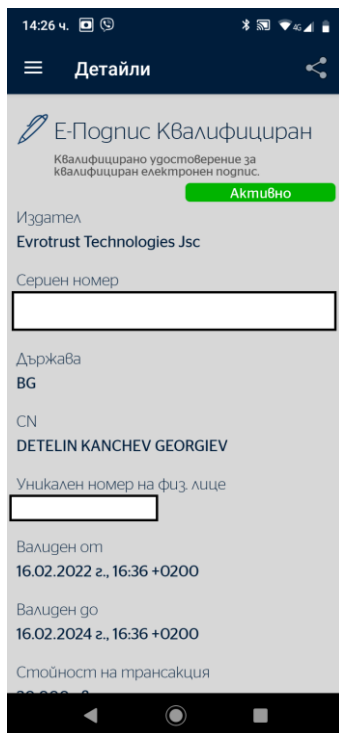 14:26 ч.
4G
Детайли
Е-Подпис Квалифициран
Квалифицирано удостоверение за
квалифициран електронен подпис.
Активно
Издател
Evrotrust Technologies Jsc
Сериен номер
Държава
BG
CN
DETELIN KANCHEV GEORGIEV
Уникален номер на физ. лице
Валиден от
16.02.2022 г., 16:36 +0200
Валиден до
16.02.2024 г., 16:36 +0200
Стойност на трансакция